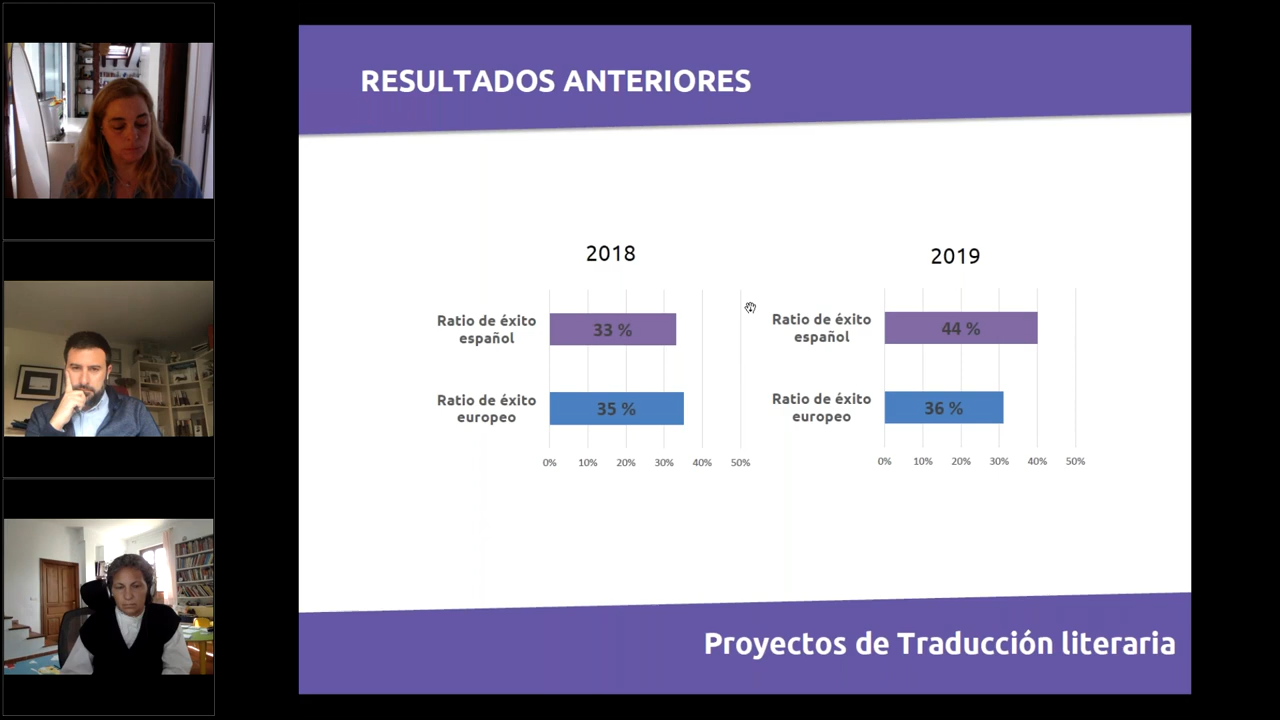 RESULTADOS ANTERIORES
2018
Ratio de éxito
español
33 %
Ratio de éxito
europeo
35 %
0% 10% 20% 30% 40% 50%
2019
Ratio de éxito
español
44 %
Ratio de éxito
europeo
36 %
0% 10% 20% 30% 40% 50%
Proyectos de Traducción literaria